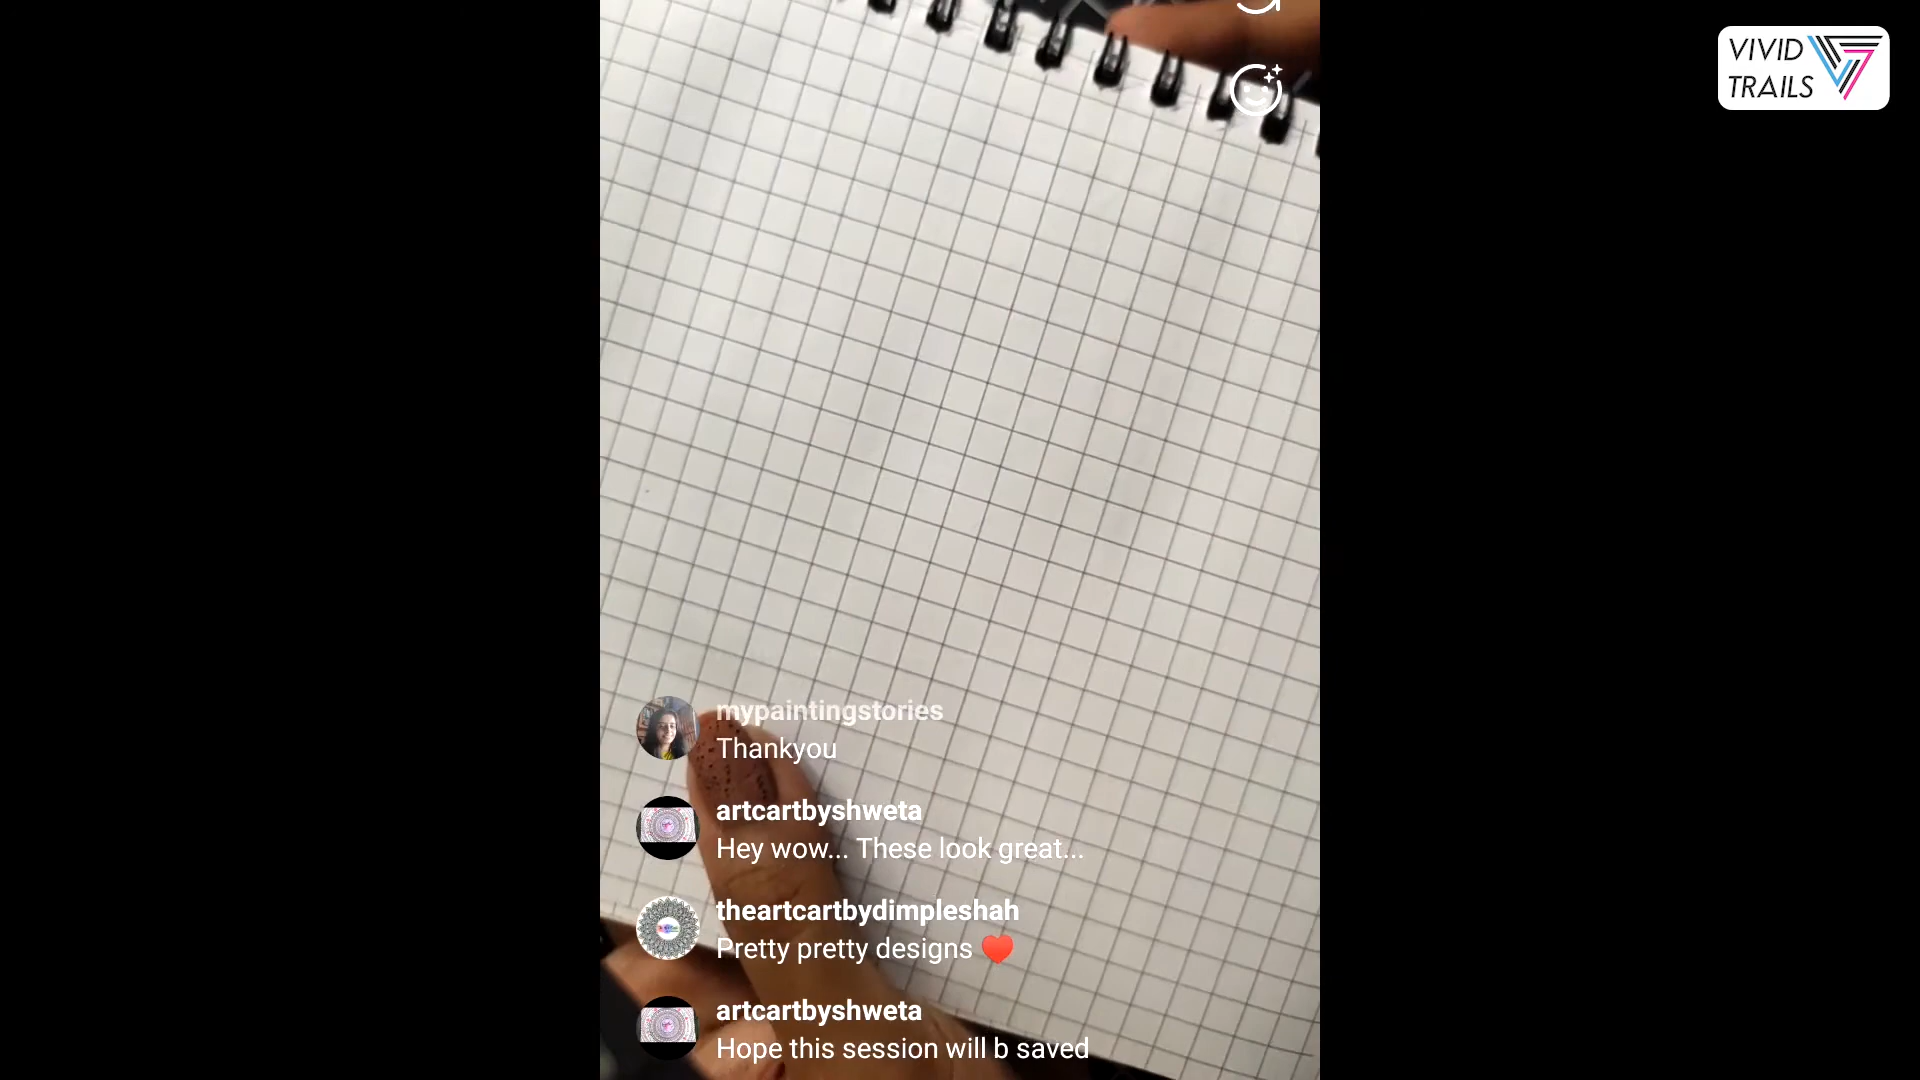 VIVID
TRAILS
mypaintingstories
Thankyou
artcartbyshweta
Hey wow... These look great...
theartcartbydimpleshah
Pretty pretty designs ❤️
artcartbyshweta
Hope this session will b saved